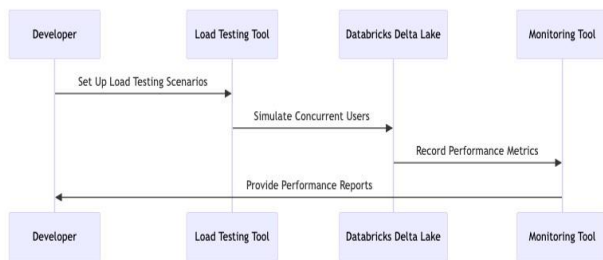 Developer
Load Testing Tool
Databricks Delta Lake
Monitoring Tool
Set Up Load Testing Scenarios
Simulate Concurrent Users
Record Performance Metrics
Provide Performance Reports
Developer
Load Testing Tool
Databricks Delta Lake
Monitoring Tool